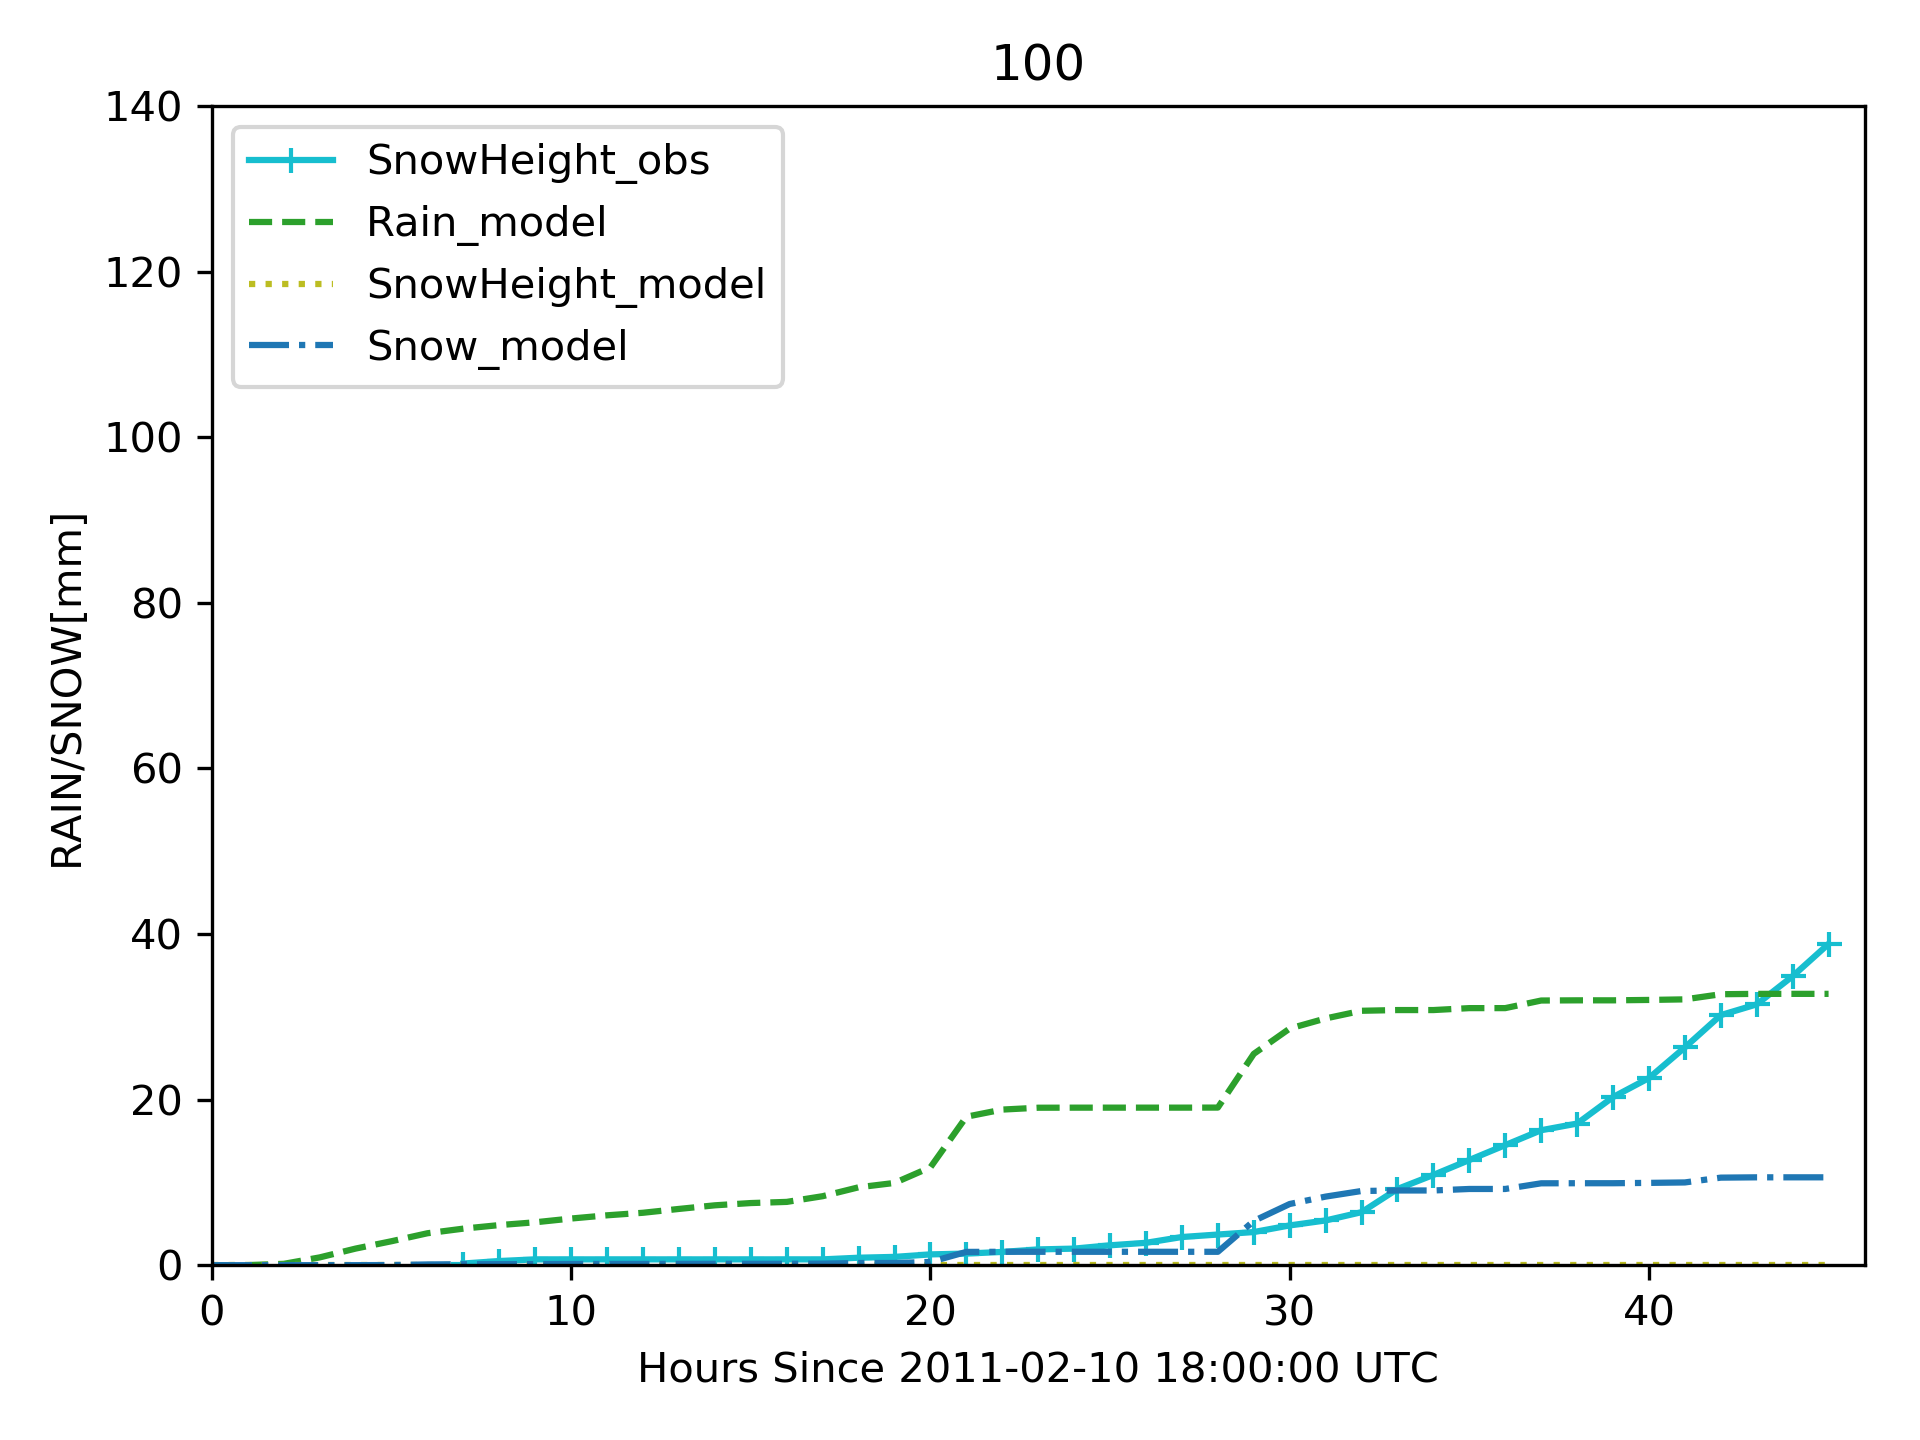 100
140
120
100
80
60
40
20
0
RAIN/SNOW[mm]
SnowHeight_obs
Rain_model
SnowHeight_model
Snow_model
0 10 20 30 40
Hours Since 2011-02-10 18:00:00 UTC